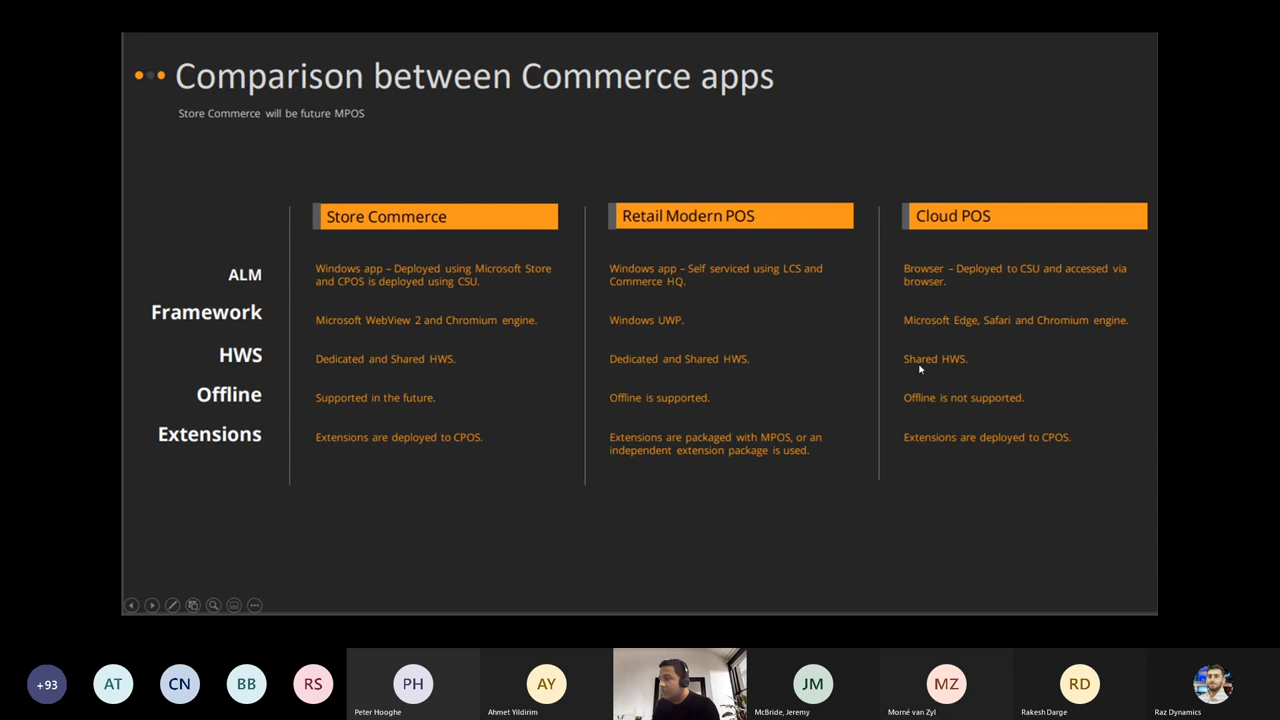 Comparison between Commerce apps
Store Commerce will be future MPOS
Store Commerce
Retail Modern POS
Cloud POS
ALM
Windows app – Deployed using Microsoft Store
and CPOS is deployed using CSU.
Windows app – Self serviced using LCS and
Commerce HQ.
Browser – Deployed to CSU and accessed via
browser.
Framework
Microsoft WebView 2 and Chromium engine.
Windows UWP.
Microsoft Edge, Safari and Chromium engine.
HWS
Dedicated and Shared HWS.
Dedicated and Shared HWS.
Shared HWS.
Offline
Supported in the future.
Offline is supported.
Offline is not supported.
Extensions
Extensions are deployed to CPOS.
Extensions are packaged with MPOS, or an
independent extension package is used.
Extensions are deployed to CPOS.
+93
AT
CN
BB
RS
PH
Peter Hooghe
AY
Ahmet Yildirim
JM
McBride, Jeremy
MZ
Morné van Zyl
RD
Rakesh Darge
Raz Dynamics